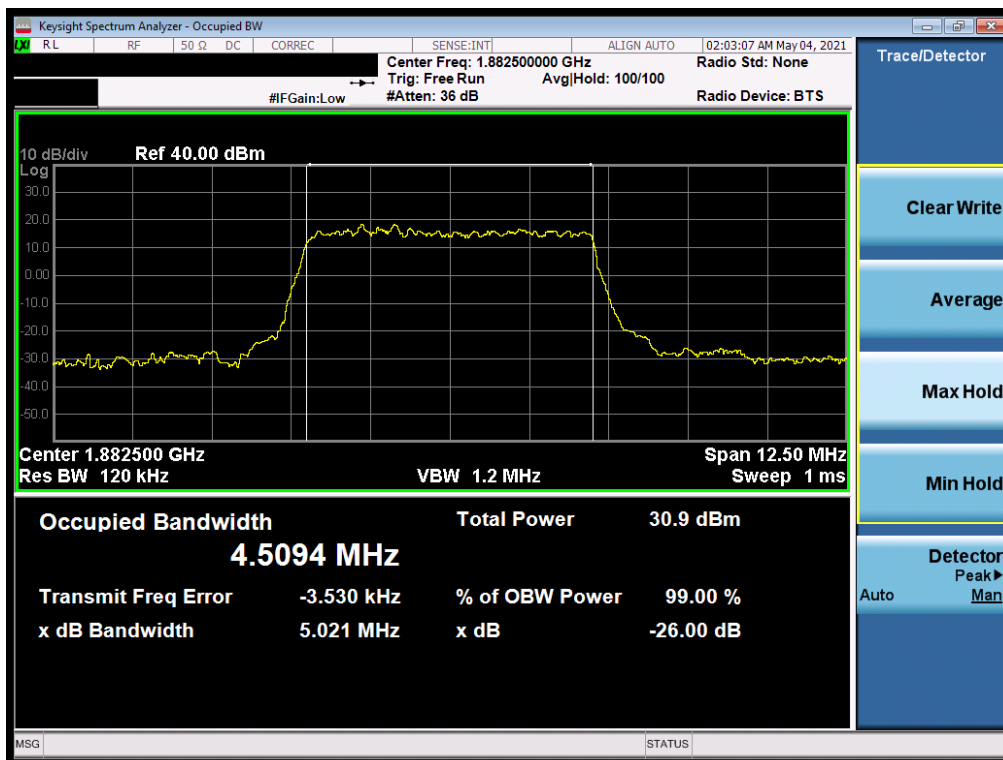 Keysight Spectrum Analyzer - Occupied BW
LXI RL RF 50 Ω DC CORREC SENSE:INT ALIGN AUTO 02:03:07 AM May 04, 2021
Center Freq: 1.882500000 GHz Radio Std: None
Trig: Free Run Avg|Hold: 100/100
#IFGain:Low #Atten: 36 dB Radio Device: BTS
Trace/Detector
10 dB/div Ref 40.00 dBm
Log
30.0
20.0
10.0
0.00
-10.0
-20.0
-30.0
-40.0
-50.0
Center 1.882500 GHz Span 12.50 MHz
Res BW 120 kHz VBW 1.2 MHz Sweep 1 ms
Occupied Bandwidth Total Power 30.9 dBm
4.5094 MHz
Transmit Freq Error -3.530 kHz % of OBW Power 99.00 %
x dB Bandwidth 5.021 MHz x dB -26.00 dB
Clear Write
Average
Max Hold
Min Hold
Detector
Peak▶
Auto Man
MSG STATUS